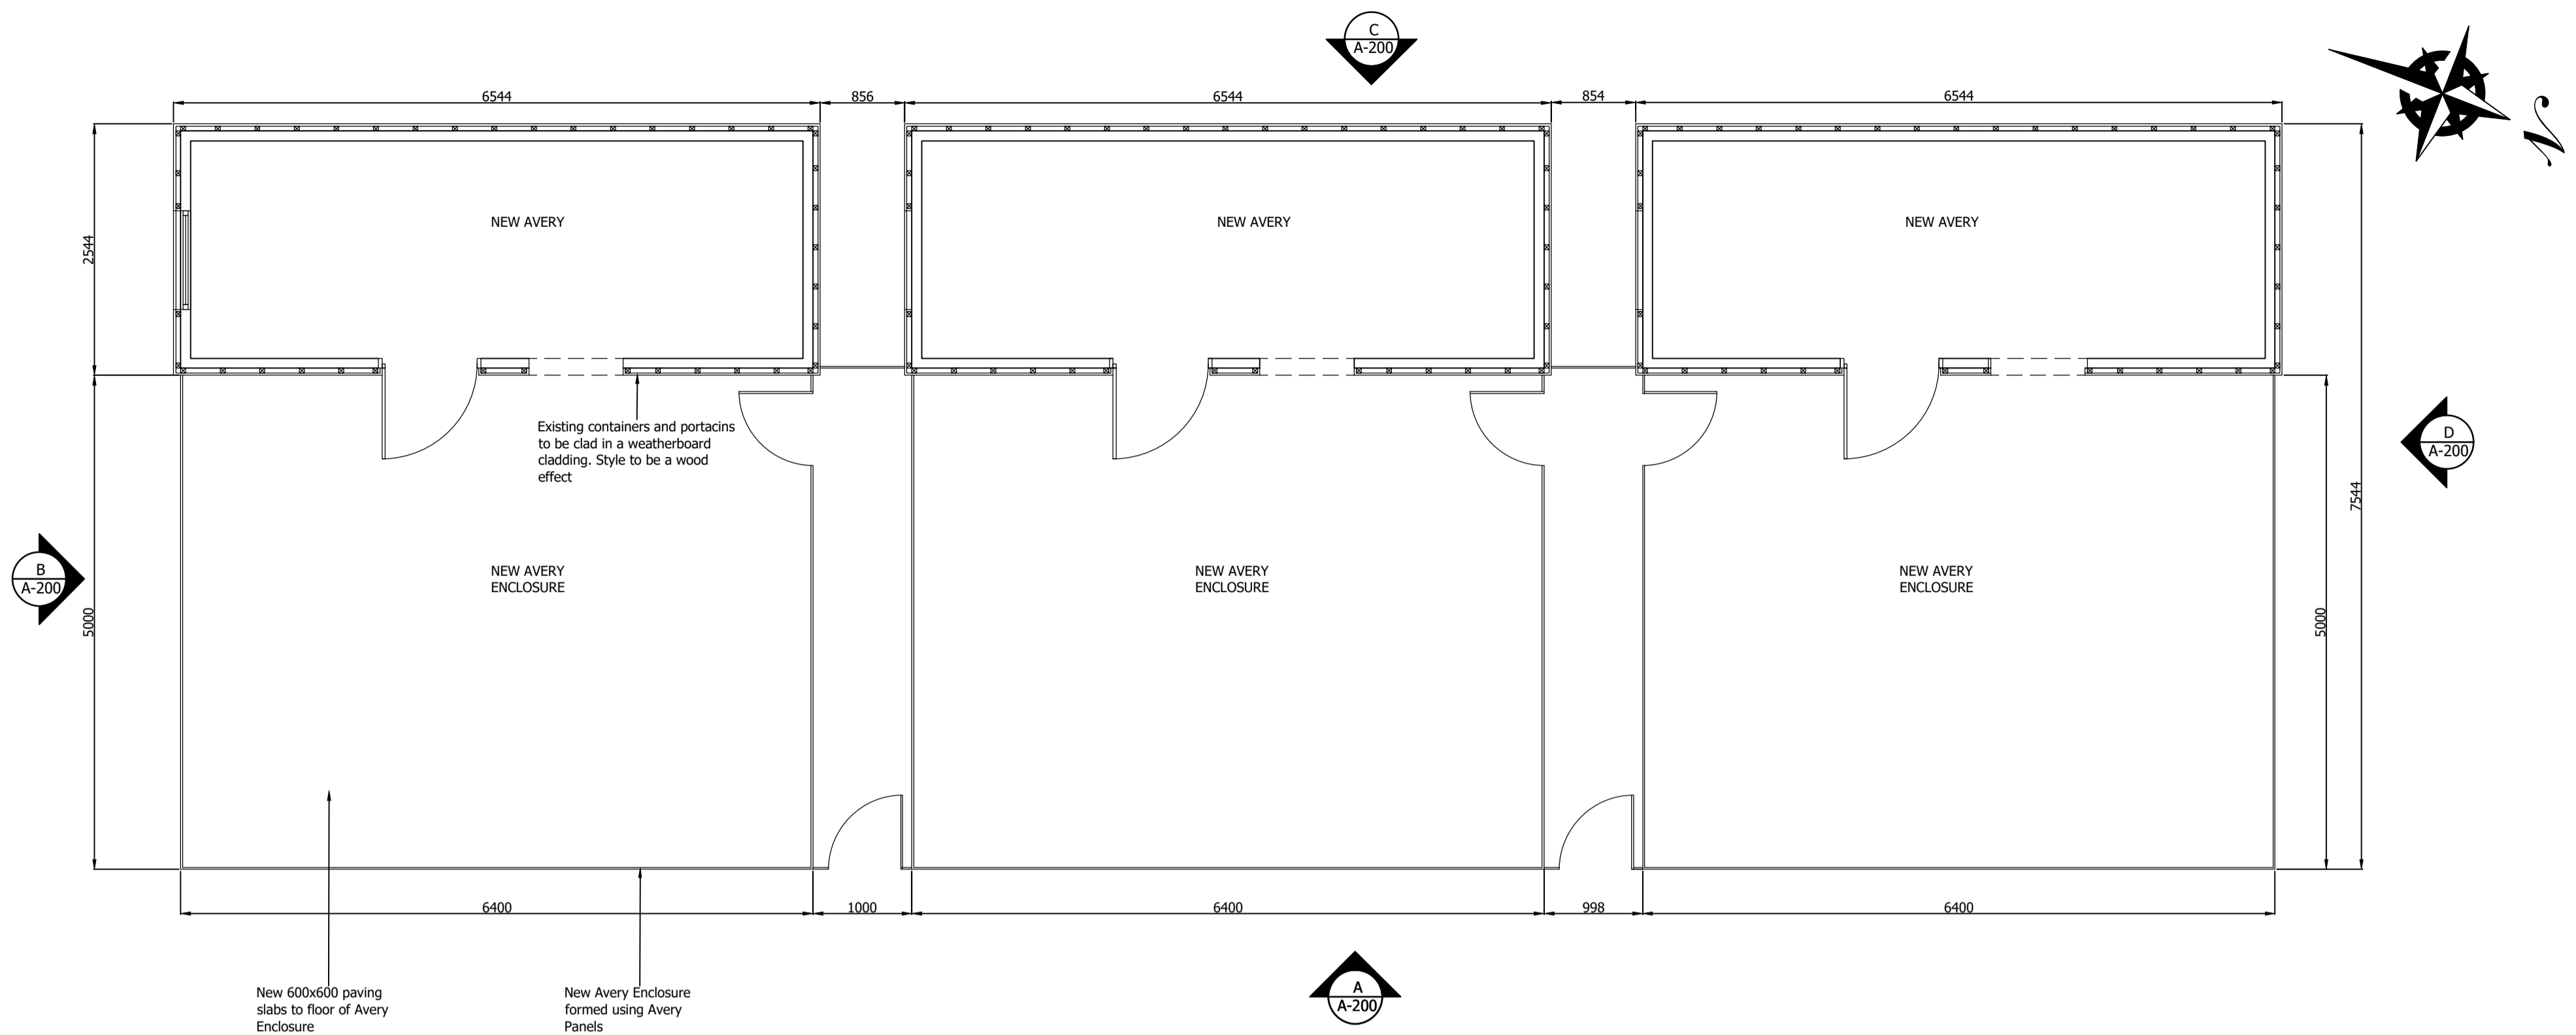 C
A-200
6544
856
6544
854
6544
N
NEW AVERY
NEW AVERY
NEW AVERY
2544
Existing containers and portacins
to be clad in a weatherboard
cladding. Style to be a wood
effect
D
A-200
7544
B
A-200
NEW AVERY
ENCLOSURE
NEW AVERY
ENCLOSURE
NEW AVERY
ENCLOSURE
5000
5000
6400
1000
6400
998
6400
New 600x600 paving
slabs to floor of Avery
Enclosure
New Avery Enclosure
formed using Avery
Panels
A
A-200